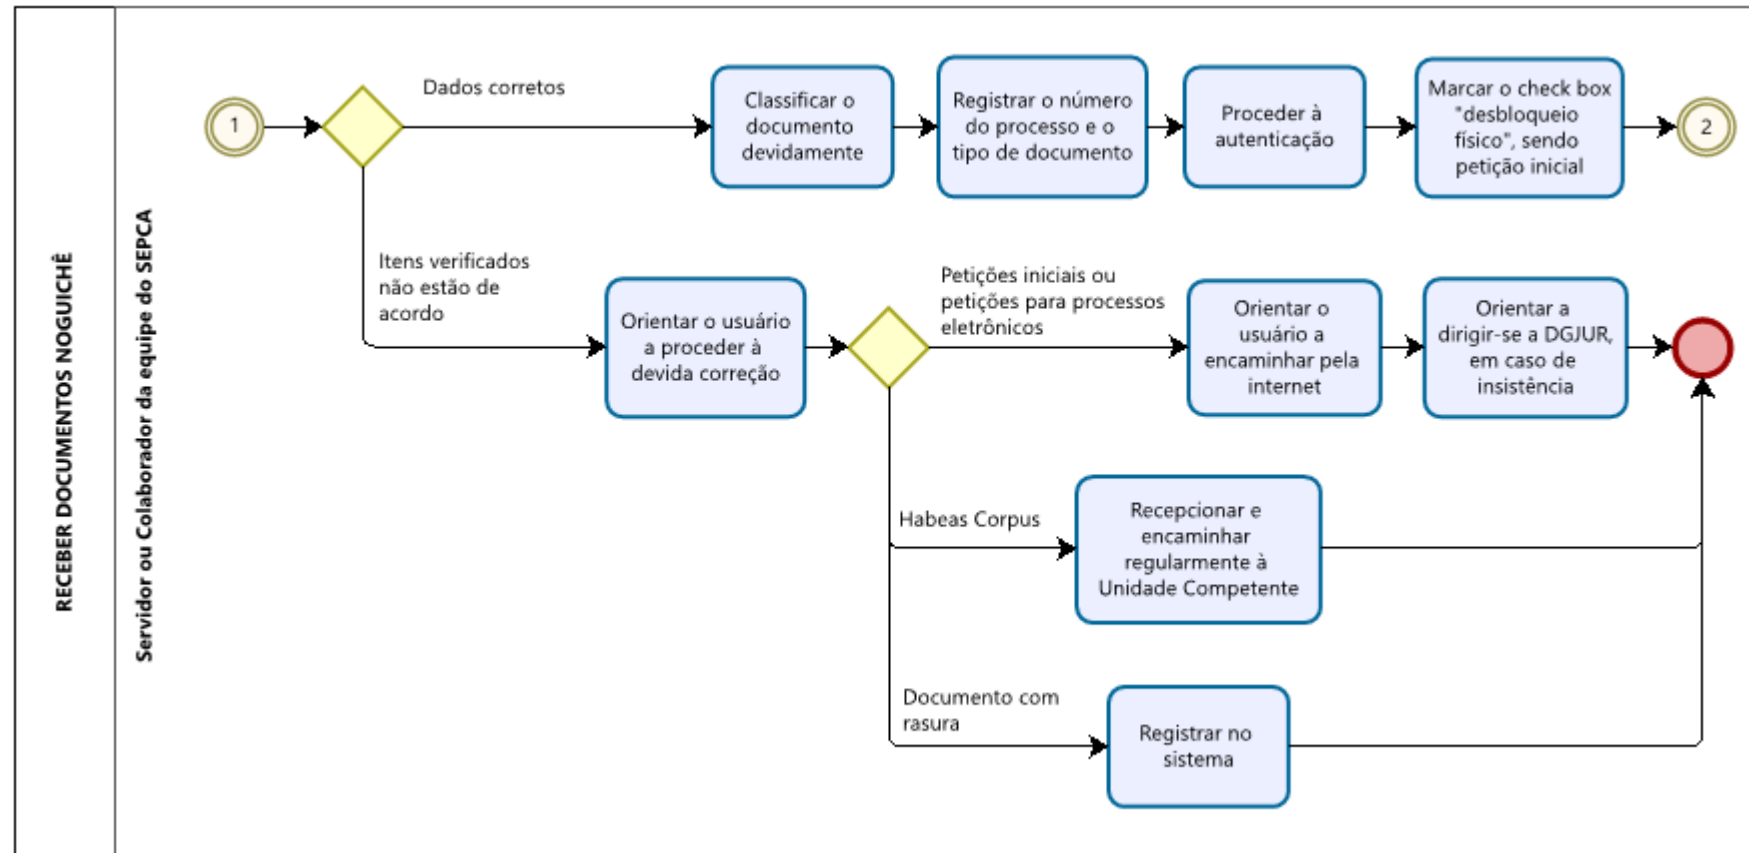 RECEBER DOCUMENTOS NOGUICHÊ
Servidor ou Colaborador da equipe do SEPCA
1
Dados corretos
Classificar o
documento
devidamente
Registrar o número
do processo e o
tipo de documento
Proceder à
autenticação
Marcar o check box
"desbloqueio
físico", sendo
petição inicial
2
Itens verificados
não estão de
acordo
Orientar o usuário
a proceder à
devida correção
Petições iniciais ou
petições para processos
eletrônicos
Orientar o
usuário a
encaminhar pela
internet
Orientar a
dirigir-se a DGJUR,
em caso de
insistência
Habeas Corpus
Recepcionar e
encaminhar
regularmente à
Unidade Competente
Documento com
rasura
Registrar no
sistema